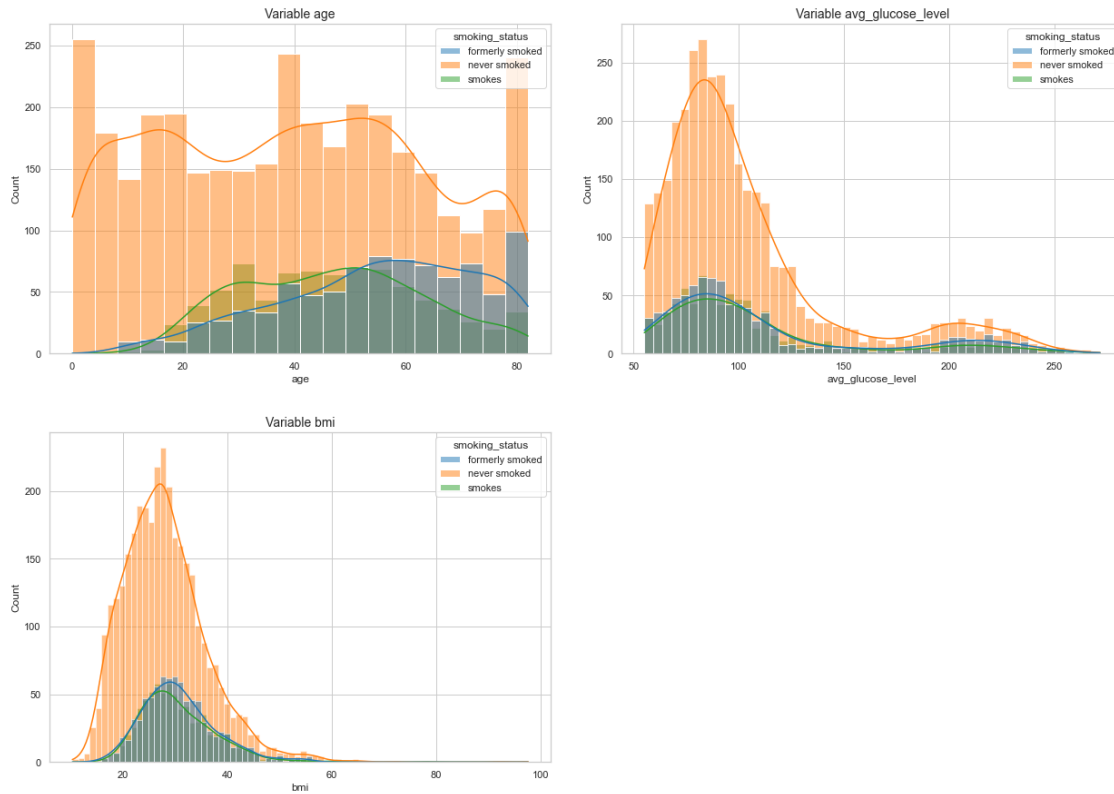 Variable age
smoking_status
formerly smoked
never smoked
smokes
250
200
150
100
50
0
Count
0
20
40
60
80
age
Variable avg_glucose_level
smoking_status
formerly smoked
never smoked
smokes
250
200
150
100
50
0
Count
50
100
150
200
250
avg_glucose_level
Variable bmi
smoking_status
formerly smoked
never smoked
smokes
200
150
100
50
0
Count
20
40
60
80
100
bmi